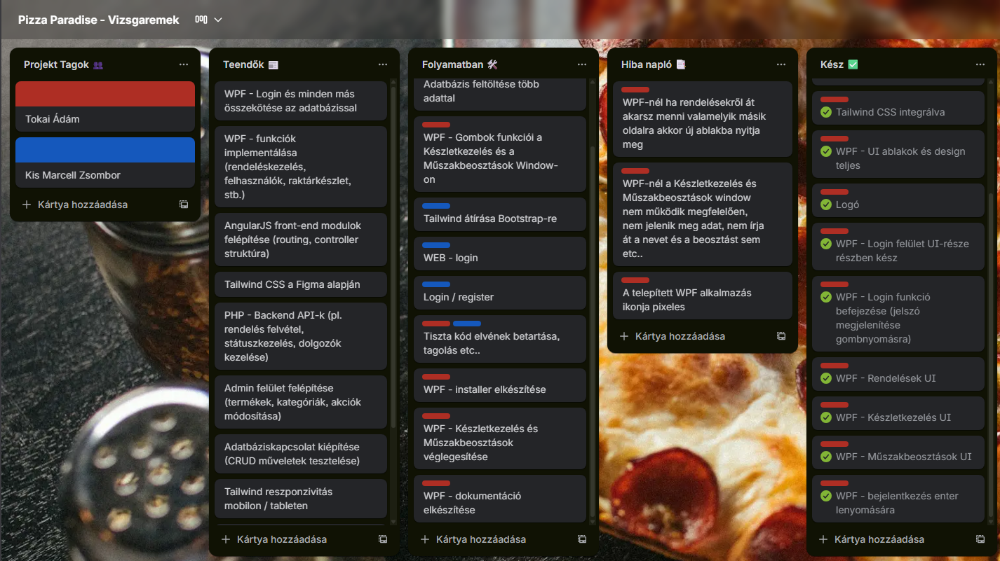 Pizza Paradise - Vizsgaremek
Projekt Tagok
Tokai Ádám
Kis Marcell Zsombor
Kártya hozzáadása
Teendők
WPF - Login és minden más
összekötése az adatbázissal
WPF - funkciók
implementálása
(rendeléskezelés,
felhasználók, raktárkészlet,
stb.)
AngularJS front-end modulok
felépítése (routing, controller
struktúra)
Tailwind CSS a Figma alapján
PHP - Backend API-k (pl.
rendelés felvétel,
státuszkezelés, dolgozók
kezelése)
Admin felület felépítése
(termékek, kategóriák, akciók
módosítása)
Adatbáziskapcsolat kiépítése
(CRUD műveletek tesztelése)
Tailwind reszponzivitás
mobilon / tableten
Kártya hozzáadása
Folyamatban
Adatbázis feltöltése több
adattal
WPF - Gombok funkciói a
Készletkezelés és a
Műszakbeosztások Window-
on
Tailwind átírása Bootstrap-re
WEB - login
Login / register
Tiszta kód elvének betartása,
tagolás etc..
WPF - installer elkészítése
WPF - Készletkezelés és
Műszakbeosztások
véglegesítése
WPF - dokumentáció
elkészítése
Kártya hozzáadása
Hiba napló
WPF-nél ha rendelésekről át
akarsz menni valamelyik másik
oldalra akkor új ablakba nyitja
meg
WPF-nél a Készletkezelés és
Műszakbeosztások window
nem működik megfelelően,
nem jelenik meg adat, nem írja
át a nevet és a beosztást sem
etc..
A telepített WPF alkalmazás
ikonja pixeles
Kártya hozzáadása
Kész
Tailwind CSS integrálva
WPF - UI ablakok és design
teljes
Logó
WPF - Login felület UI-része
részben kész
WPF - Login funkció
befejezése (jelszó
megjelenítése
gombnyomásra)
WPF - Rendelések UI
WPF - Készletkezelés UI
WPF - Műszakbeosztások UI
WPF - bejelentkezés enter
lenyomására
Kártya hozzáadása